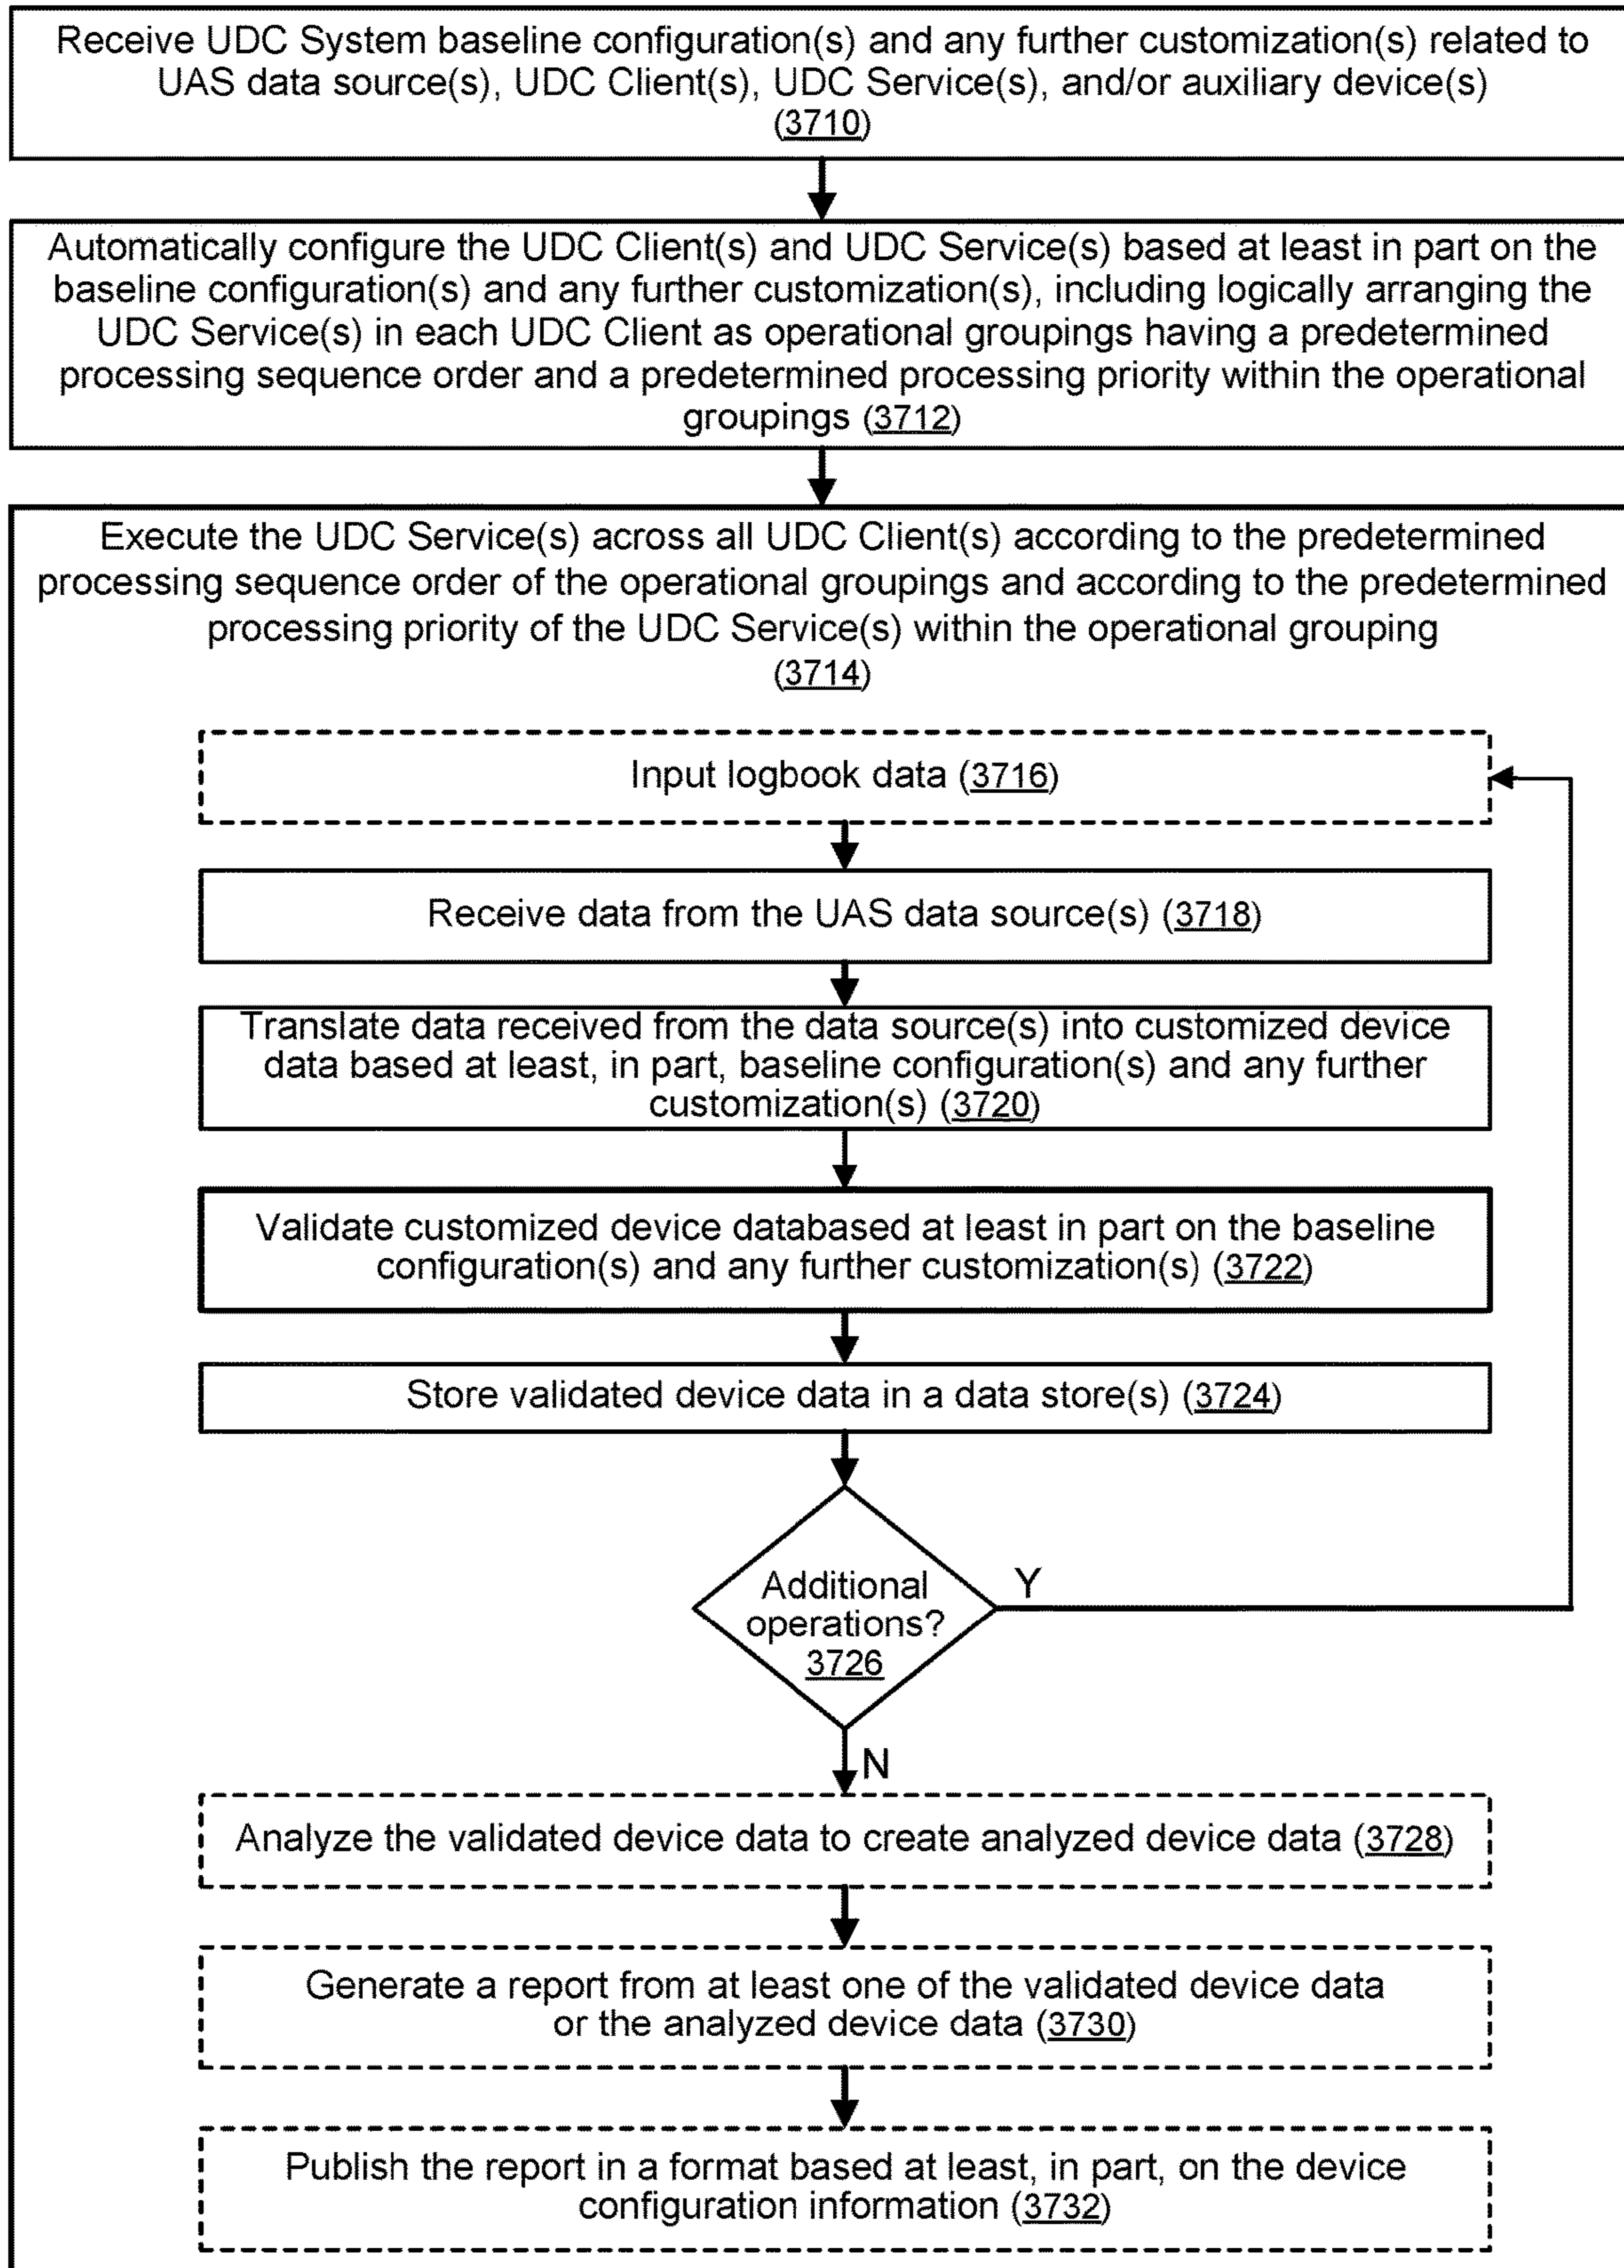 Receive UDC System baseline configuration(s) and any further customization(s) related to
UAS data source(s), UDC Client(s), UDC Service(s), and/or auxiliary device(s)
(3710)
Automatically configure the UDC Client(s) and UDC Service(s) based at least in part on the
baseline configuration(s) and any further customization(s), including logically arranging the
UDC Service(s) in each UDC Client as operational groupings having a predetermined
processing sequence order and a predetermined processing priority within the operational
groupings (3712)
Execute the UDC Service(s) across all UDC Client(s) according to the predetermined
processing sequence order of the operational groupings and according to the predetermined
processing priority of the UDC Service(s) within the operational grouping
(3714)
Input logbook data (3716)
Receive data from the UAS data source(s) (3718)
Translate data received from the data source(s) into customized device
data based at least, in part, baseline configuration(s) and any further
customization(s) (3720)
Validate customized device databased at least in part on the baseline
configuration(s) and any further customization(s) (3722)
Store validated device data in a data store(s) (3724)
Additional
operations?
3726
Y
N
Analyze the validated device data to create analyzed device data (3728)
Generate a report from at least one of the validated device data
or the analyzed device data (3730)
Publish the report in a format based at least, in part, on the device
configuration information (3732)